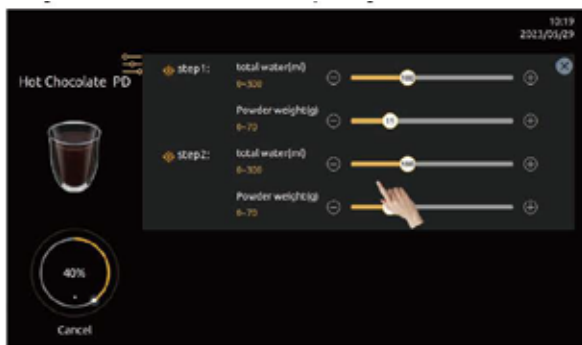 10:19
2023/05/29
Hot Chocolate PD
step1:
total water(ml)
0~300
100
Powder weight(g)
0~70
15
step2:
total water(ml)
0~300
100
Powder weight(g)
0~70
40%
Cancel